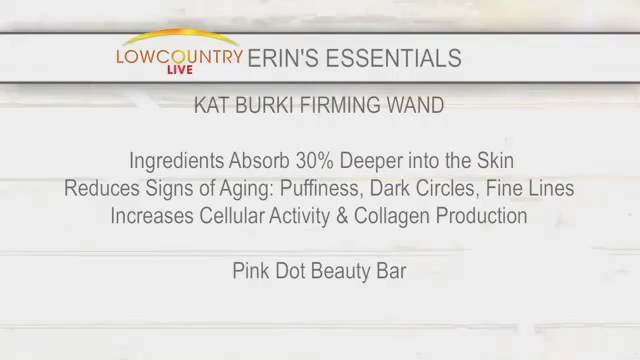 LOWCOUNTRY
LIVE
ERIN'S ESSENTIALS
KAT BURKI FIRMING WAND
Ingredients Absorb 30% Deeper into the Skin
Reduces Signs of Aging: Puffiness, Dark Circles, Fine Lines
Increases Cellular Activity & Collagen Production
Pink Dot Beauty Bar